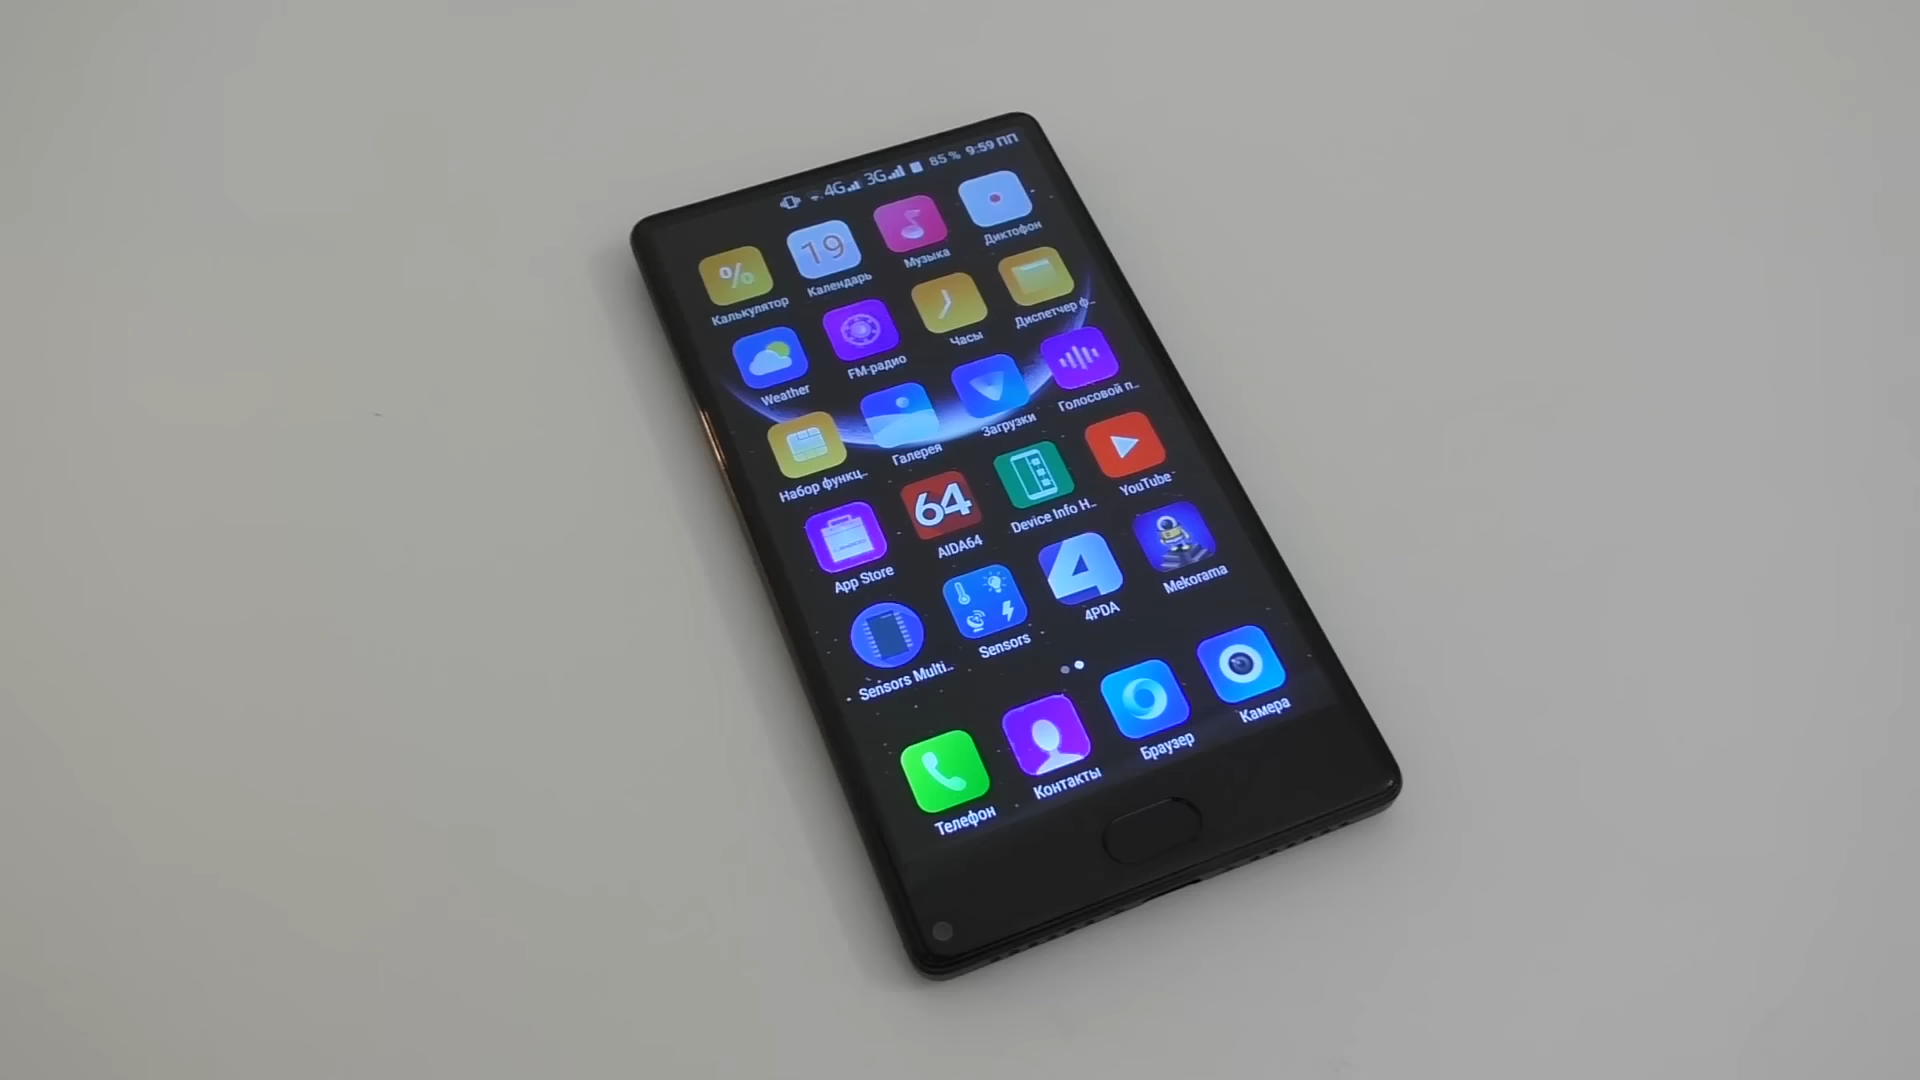 4G 3G 85 % 9:59 ПП
% 19
Калькулятор Календарь Музыка Диктофон
Weather FM-радио Часы Диспетчер ф...
Набор функц... Галерея Загрузки Голосовой п...
64
App Store AIDA64 Device Info H... YouTube
4
Sensors Multi... Sensors 4PDA Mekorama
Телефон Контакты Браузер Камера